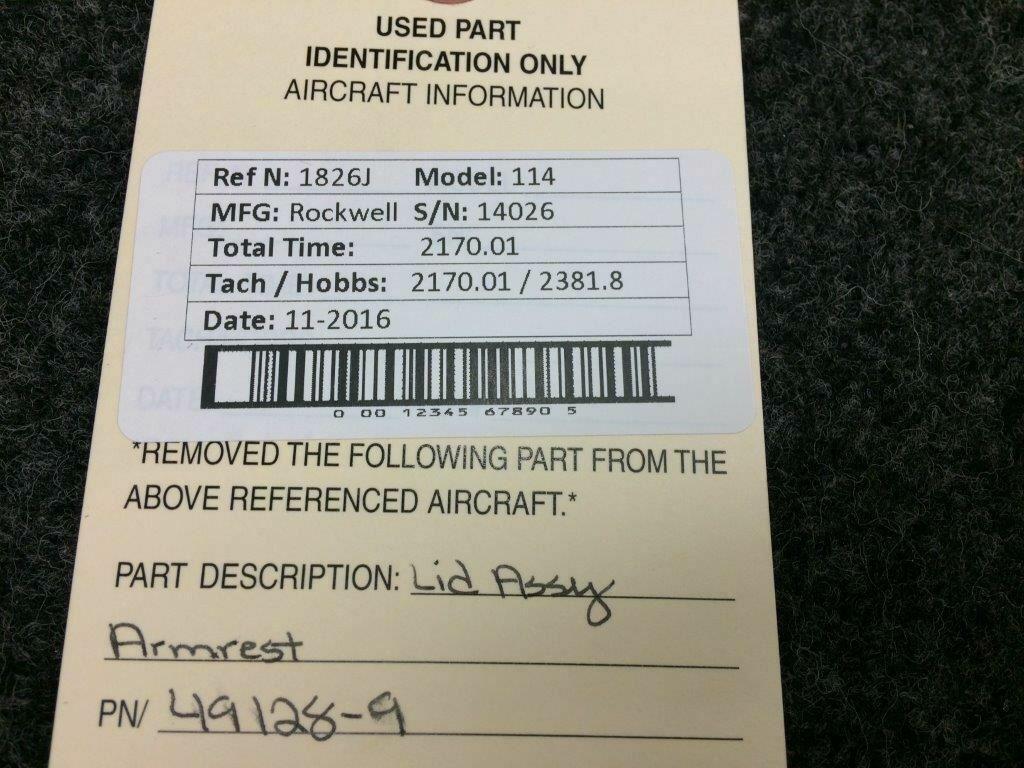 USED PART
IDENTIFICATION ONLY
AIRCRAFT INFORMATION
Ref N: 1826J Model: 114
MFG: Rockwell S/N: 14026
Total Time: 2170.01
Tach / Hobbs: 2170.01 / 2381.8
Date: 11-2016
0 00 12345 67890 5
*REMOVED THE FOLLOWING PART FROM THE
ABOVE REFERENCED AIRCRAFT.*
PART DESCRIPTION: Lid Assy
Armrest
PN/ 49128-9